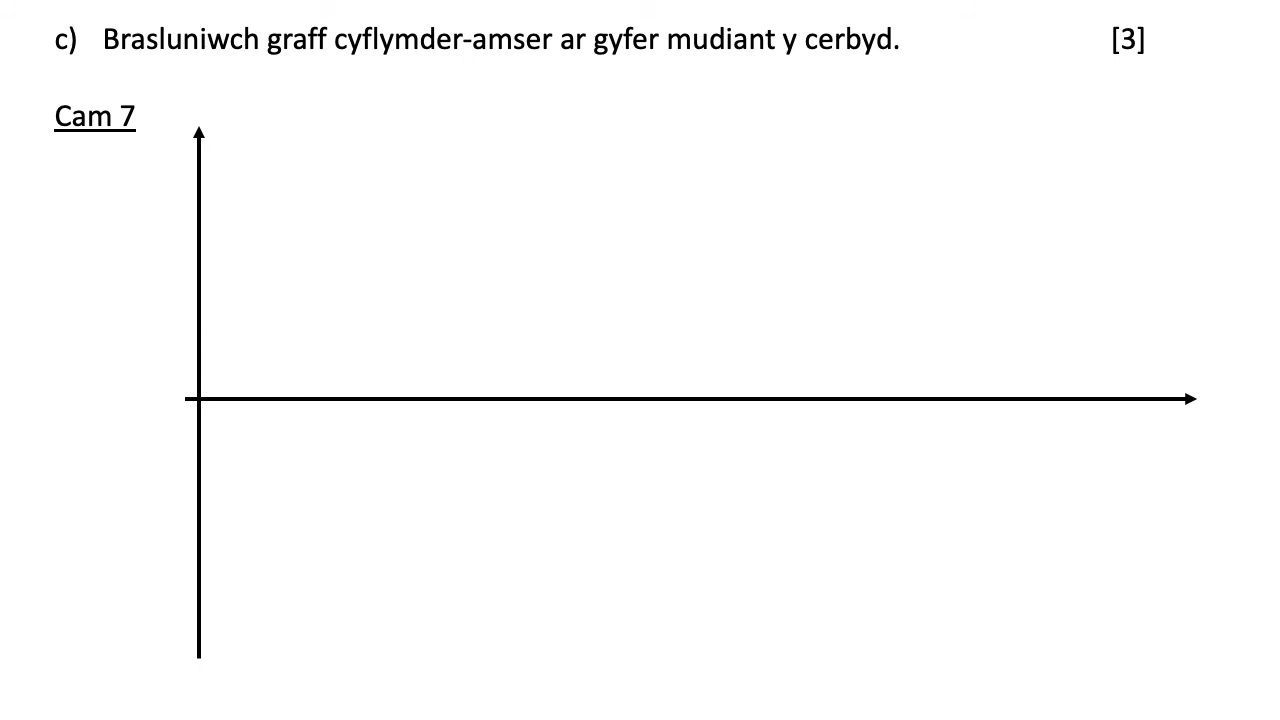 c) Brasluniwch graff cyflymder-amser ar gyfer mudiant y cerbyd. [3]
Cam 7